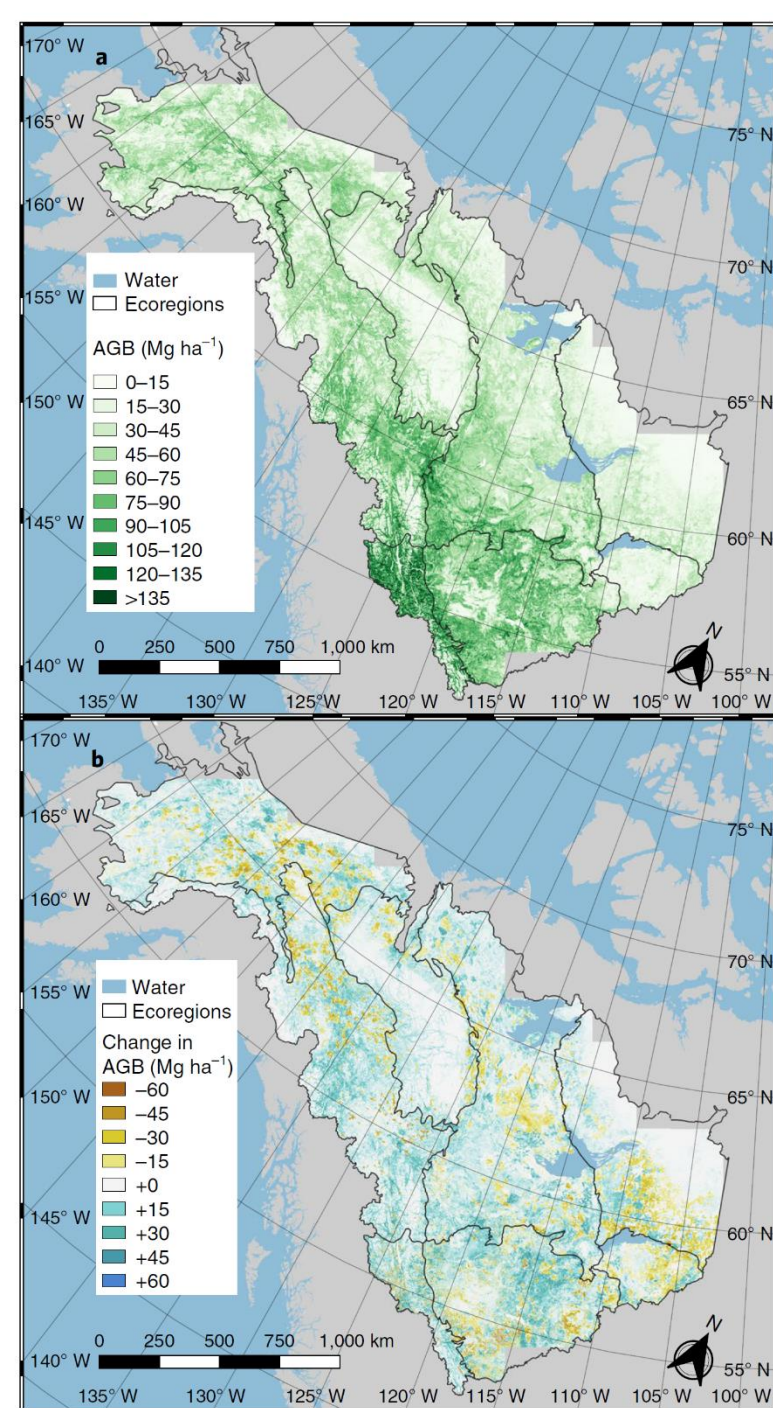 a
170° W
165° W
160° W
155° W
150° W
145° W
140° W
75° N
70° N
65° N
60° N
55° N
Water
Ecoregions
AGB (Mg ha⁻¹)
0–15
15–30
30–45
45–60
60–75
75–90
90–105
105–120
120–135
>135
0 250 500 750 1,000 km
N
135° W 130° W 125° W 120° W 115° W 110° W 105° W 100° W
b
170° W
165° W
160° W
155° W
150° W
145° W
140° W
75° N
70° N
65° N
60° N
55° N
Water
Ecoregions
Change in
AGB (Mg ha⁻¹)
−60
−45
−30
−15
+0
+15
+30
+45
+60
0 250 500 750 1,000 km
N
135° W 130° W 125° W 120° W 115° W 110° W 105° W 100° W